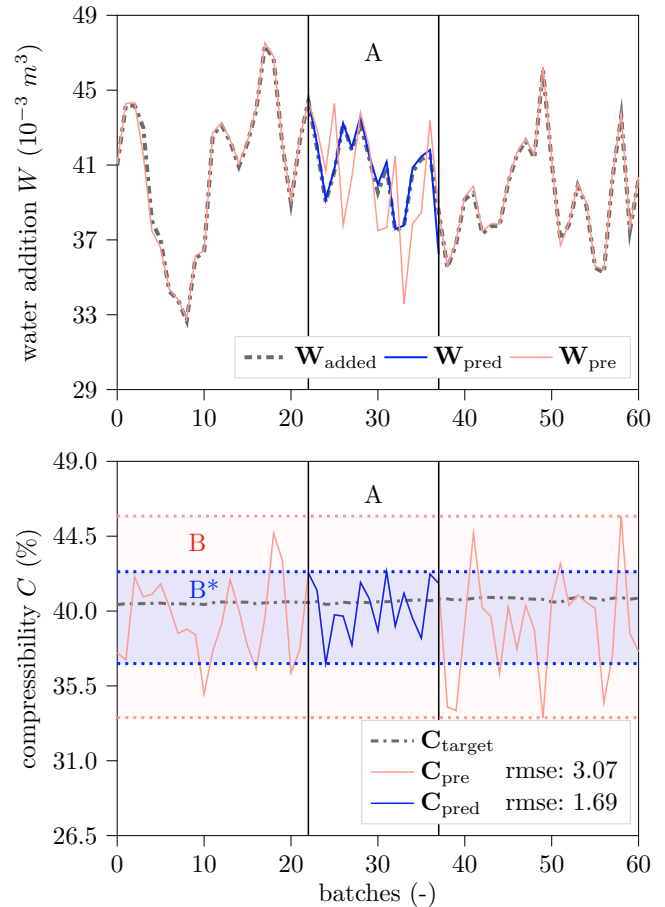 water addition W (10⁻³ m³)
49
45
41
37
33
29
A
W_added
W_pred
W_pre
0
10
20
30
40
50
60
compressibility C (%)
49.0
44.5
40.0
35.5
31.0
26.5
A
B
B*
C_target
C_pre rmse: 3.07
C_pred rmse: 1.69
0
10
20
30
40
50
60
batches (-)